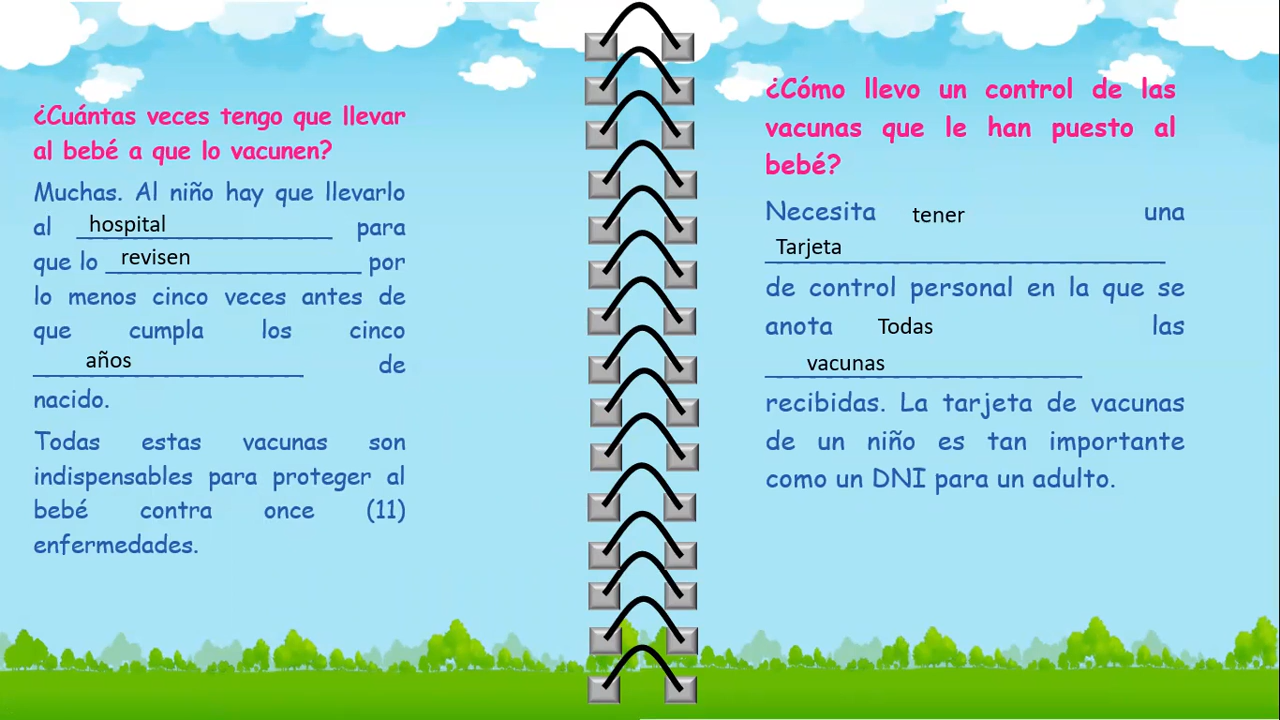 ¿Cuántas veces tengo que llevar
al bebé a que lo vacunen?
Muchas. Al niño hay que llevarlo
al hospital para
que lo revisen por
lo menos cinco veces antes de
que cumpla los cinco
años de
nacido.
Todas estas vacunas son
indispensables para proteger al
bebé contra once (11)
enfermedades.
¿Cómo llevo un control de las
vacunas que le han puesto al
bebé?
Necesita tener una
Tarjeta
de control personal en la que se
anota Todas las
vacunas
recibidas. La tarjeta de vacunas
de un niño es tan importante
como un DNI para un adulto.